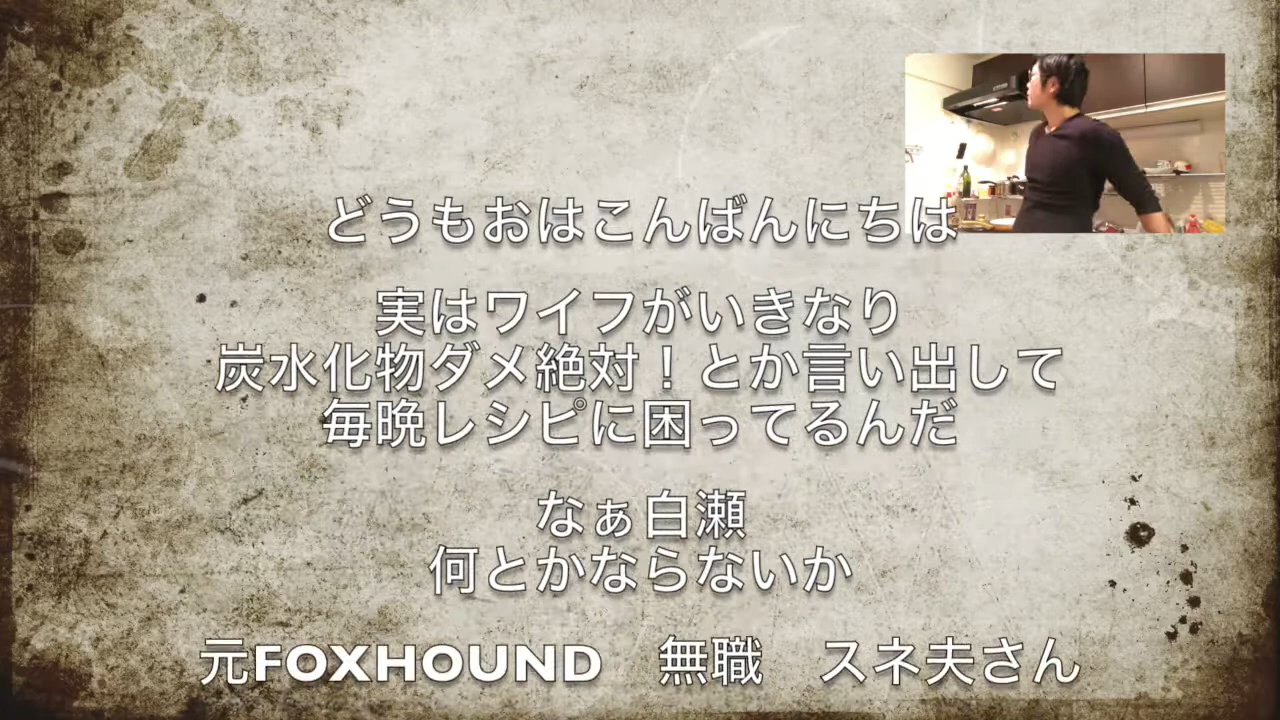 どうもおはこんばんにちは
実はワイフがいきなり
炭水化物ダメ絶対！とか言い出して
毎晩レシピに困ってるんだ
なぁ白瀬
何とかならないか
元FOXHOUND　無職　スネ夫さん